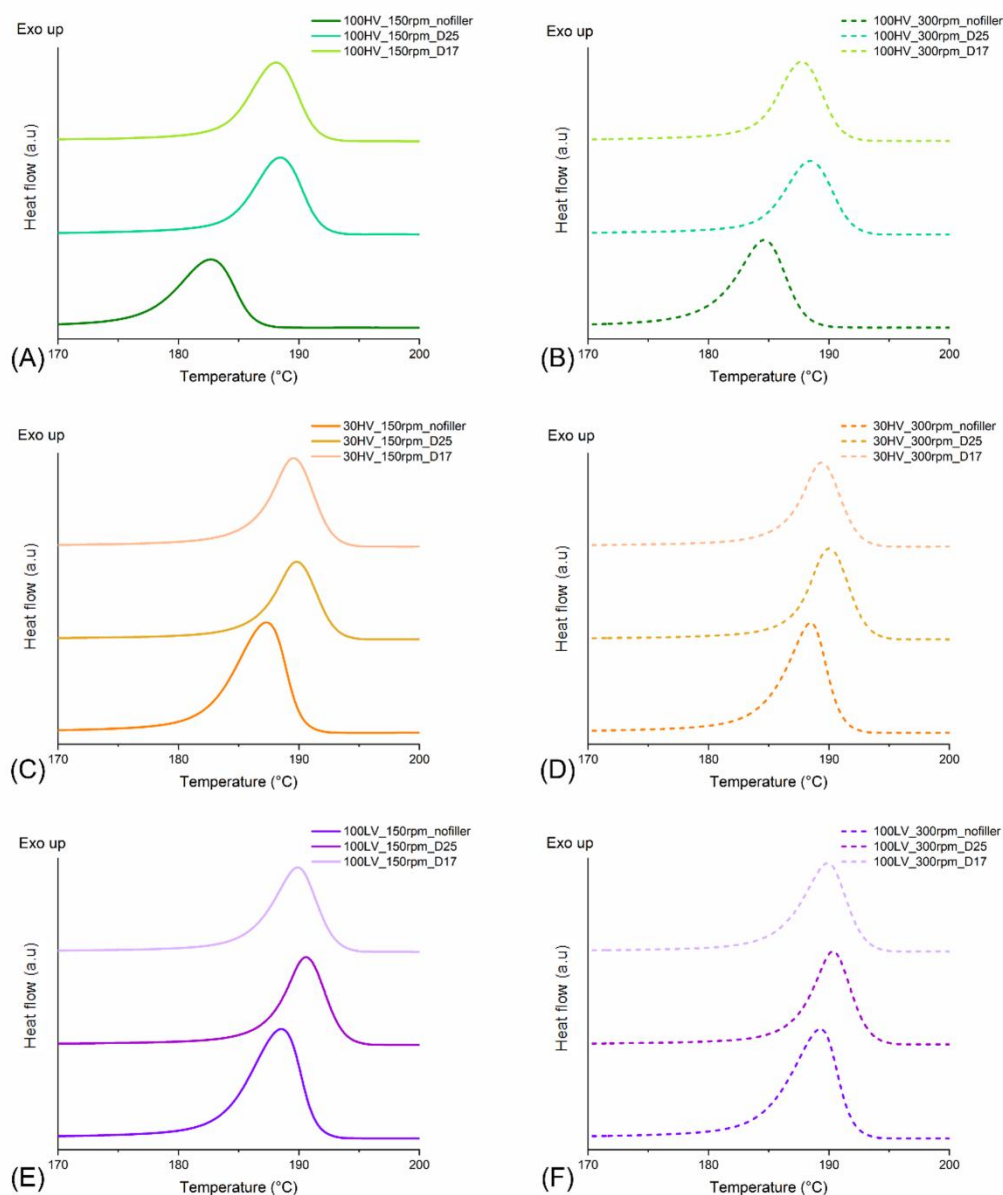 Exo up
100HV_150rpm_nofiller
100HV_150rpm_D25
100HV_150rpm_D17
Heat flow (a.u)
170 180 190 200
Temperature (°C)
(A)
Exo up
100HV_300rpm_nofiller
100HV_300rpm_D25
100HV_300rpm_D17
Heat flow (a.u)
170 180 190 200
Temperature (°C)
(B)
Exo up
30HV_150rpm_nofiller
30HV_150rpm_D25
30HV_150rpm_D17
Heat flow (a.u)
170 180 190 200
Temperature (°C)
(C)
Exo up
30HV_300rpm_nofiller
30HV_300rpm_D25
30HV_300rpm_D17
Heat flow (a.u)
170 180 190 200
Temperature (°C)
(D)
Exo up
100LV_150rpm_nofiller
100LV_150rpm_D25
100LV_150rpm_D17
Heat flow (a.u)
170 180 190 200
Temperature (°C)
(E)
Exo up
100LV_300rpm_nofiller
100LV_300rpm_D25
100LV_300rpm_D17
Heat flow (a.u)
170 180 190 200
Temperature (°C)
(F)